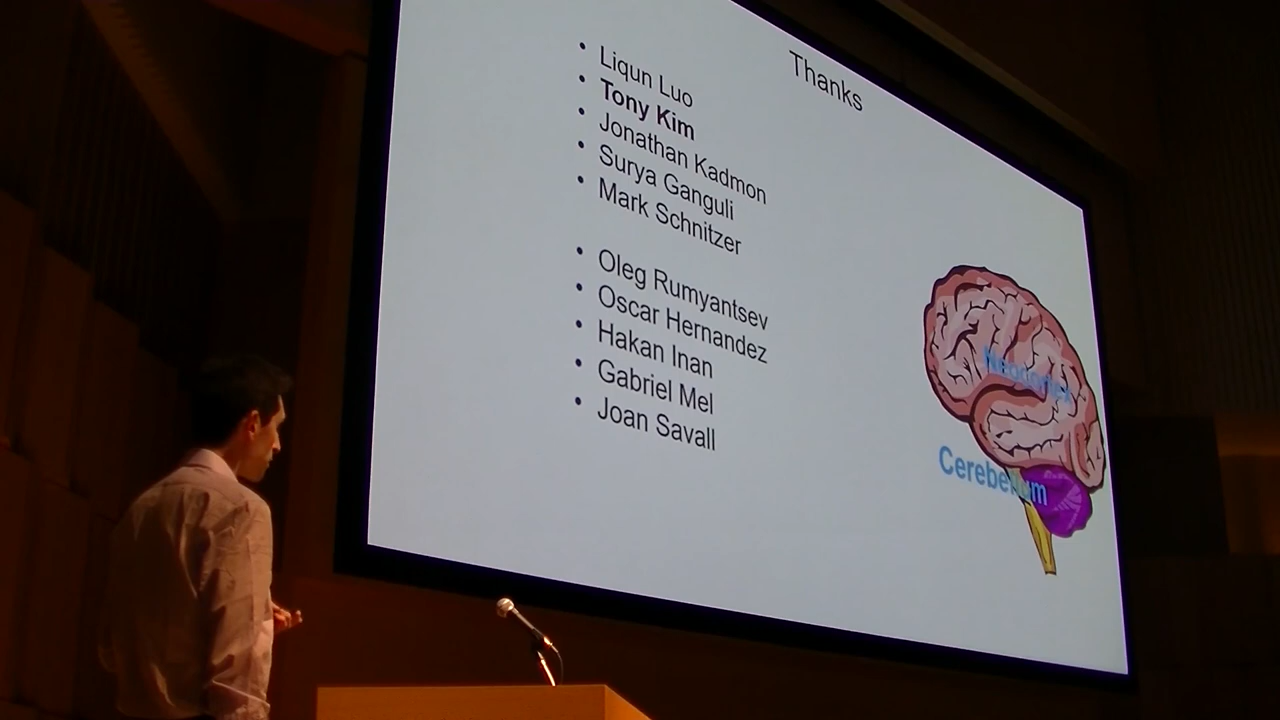 Thanks
• Liqun Luo
• Tony Kim
• Jonathan Kadmon
• Surya Ganguli
• Mark Schnitzer
• Oleg Rumyantsev
• Oscar Hernandez
• Hakan Inan
• Gabriel Mel
• Joan Savall
Neocortex
Cerebellum